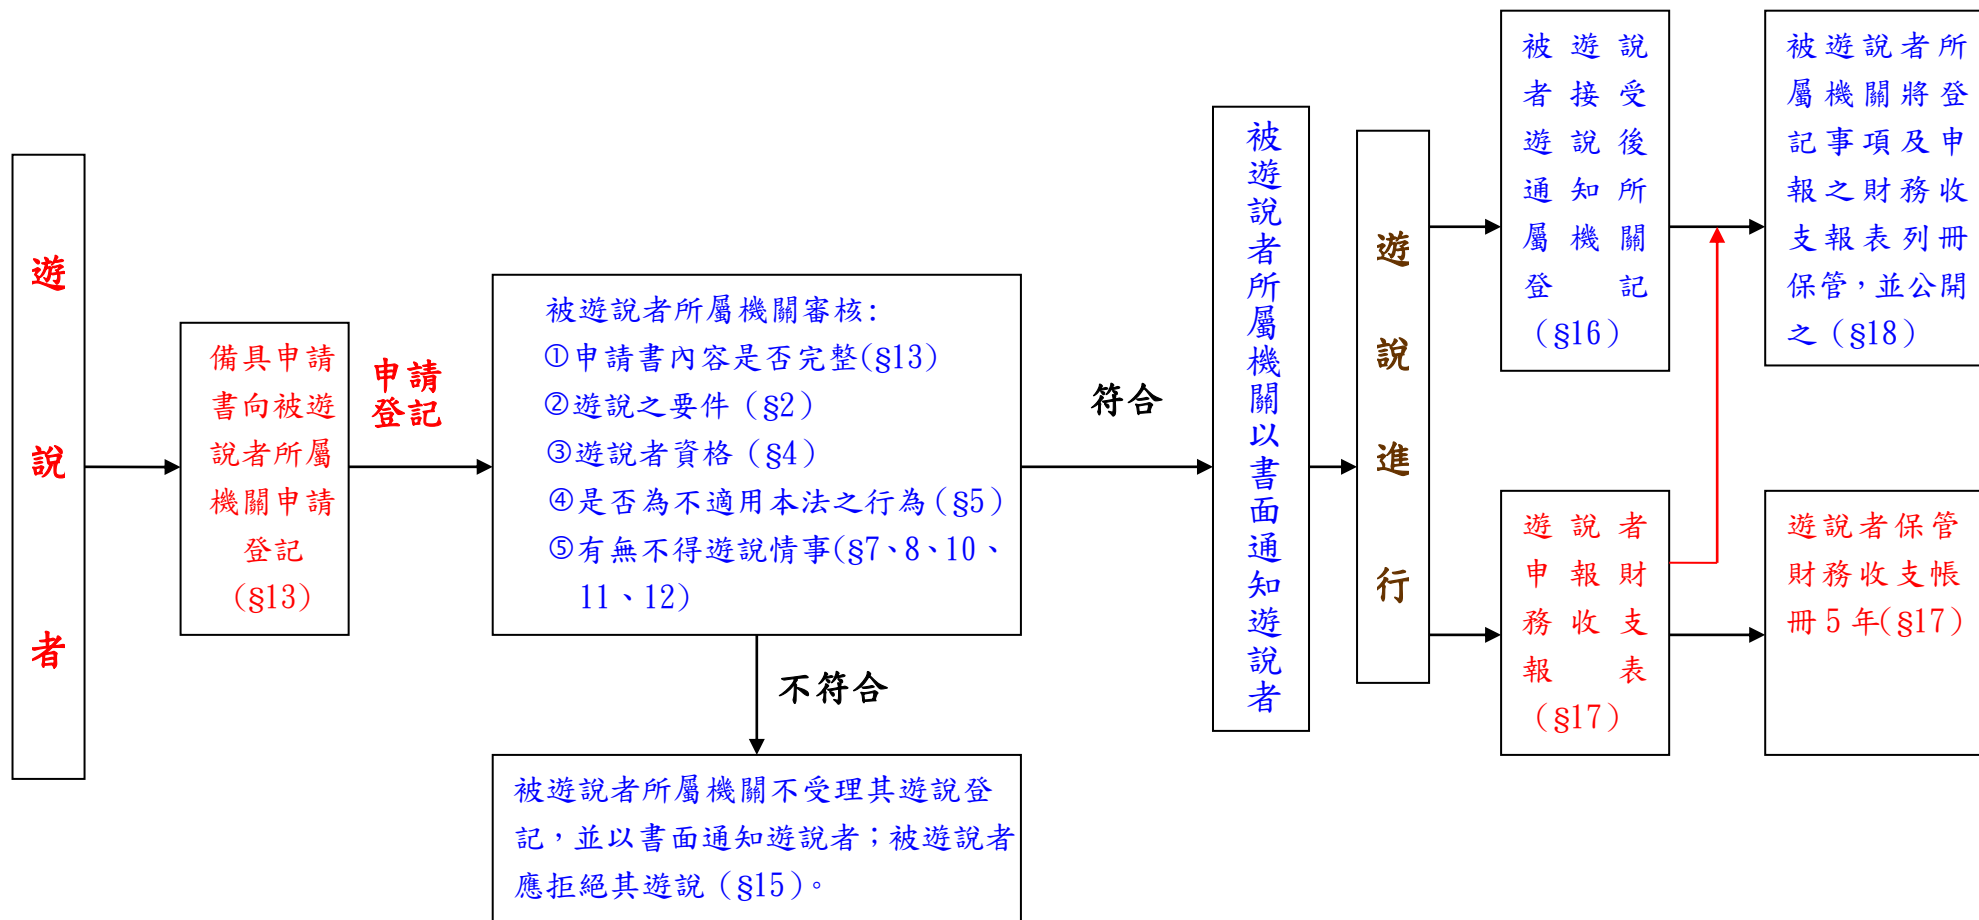 遊說者
備具申請
書向被遊
說者所屬
機關申請
登記
(§13)
申請
登記
被遊說者所屬機關審核:
①申請書內容是否完整(§13)
②遊說之要件（§2）
③遊說者資格（§4）
④是否為不適用本法之行為（§5）
⑤有無不得遊說情事(§7、8、10、
11、12)
不符合
被遊說者所屬機關不受理其遊說登
記，並以書面通知遊說者；被遊說者
應拒絕其遊說（§15）。
符合
被遊說者所屬機關以書面通知遊說者
遊說進行
被遊說
者接受
遊說後
通知所
屬機關
登記
（§16）
被遊說者所
屬機關將登
記事項及申
報之財務收
支報表列冊
保管，並公開
之（§18）
遊說者
申報財
務收支
報表
（§17）
遊說者保管
財務收支帳
冊5年(§17)